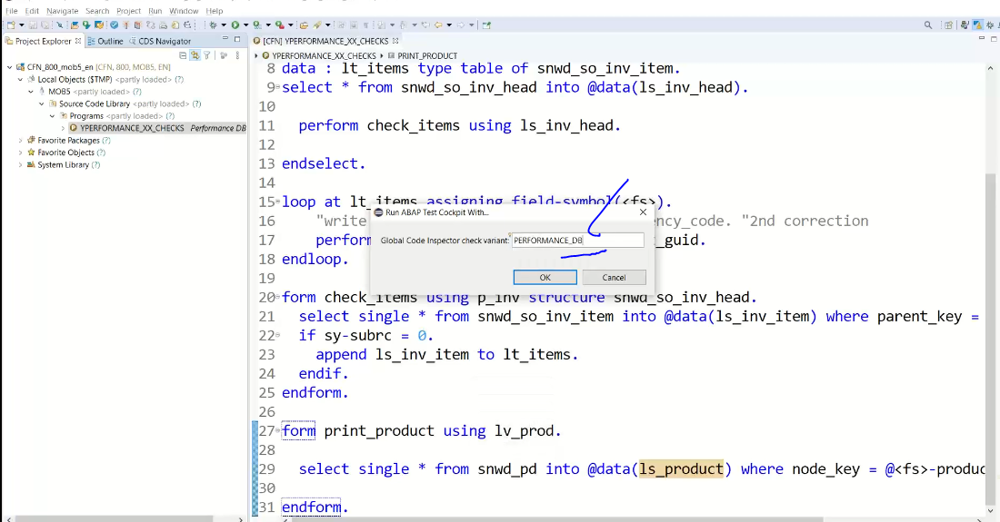 File Edit Navigate Search Project Run Window Help
Project Explorer Outline CDS Navigator
CFN_800_mob5_en [CFN, 800, MOB5, EN]
Local Objects ($TMP) <partly loaded> (?)
MOB5 <partly loaded> (?)
Source Code Library <partly loaded> (?)
Programs <partly loaded> (?)
YPERFORMANCE_XX_CHECKS Performance DB
Favorite Packages (?)
Favorite Objects (?)
System Library (?)
[CFN] YPERFORMANCE_XX_CHECKS
YPERFORMANCE_XX_CHECKS PRINT_PRODUCT
8 data : lt_items type table of snwd_so_inv_item.
9 select * from snwd_so_inv_head into @data(ls_inv_head).
10
11 perform check_items using ls_inv_head.
12
13 endselect.
14
15 loop at lt_items assigning field-symbol(<fs>).
16 "write ency_code. "2nd correction
17 perform _guid.
18 endloop.
19
20 form check_items using p_inv structure snwd_so_inv_head.
21 select single * from snwd_so_inv_item into @data(ls_inv_item) where parent_key =
22 if sy-subrc = 0.
23 append ls_inv_item to lt_items.
24 endif.
25 endform.
26
27 form print_product using lv_prod.
28
29 select single * from snwd_pd into @data(ls_product) where node_key = @<fs>-produc
30
31 endform.
Run ABAP Test Cockpit With...
Global Code Inspector check variant: PERFORMANCE_DB
OK Cancel